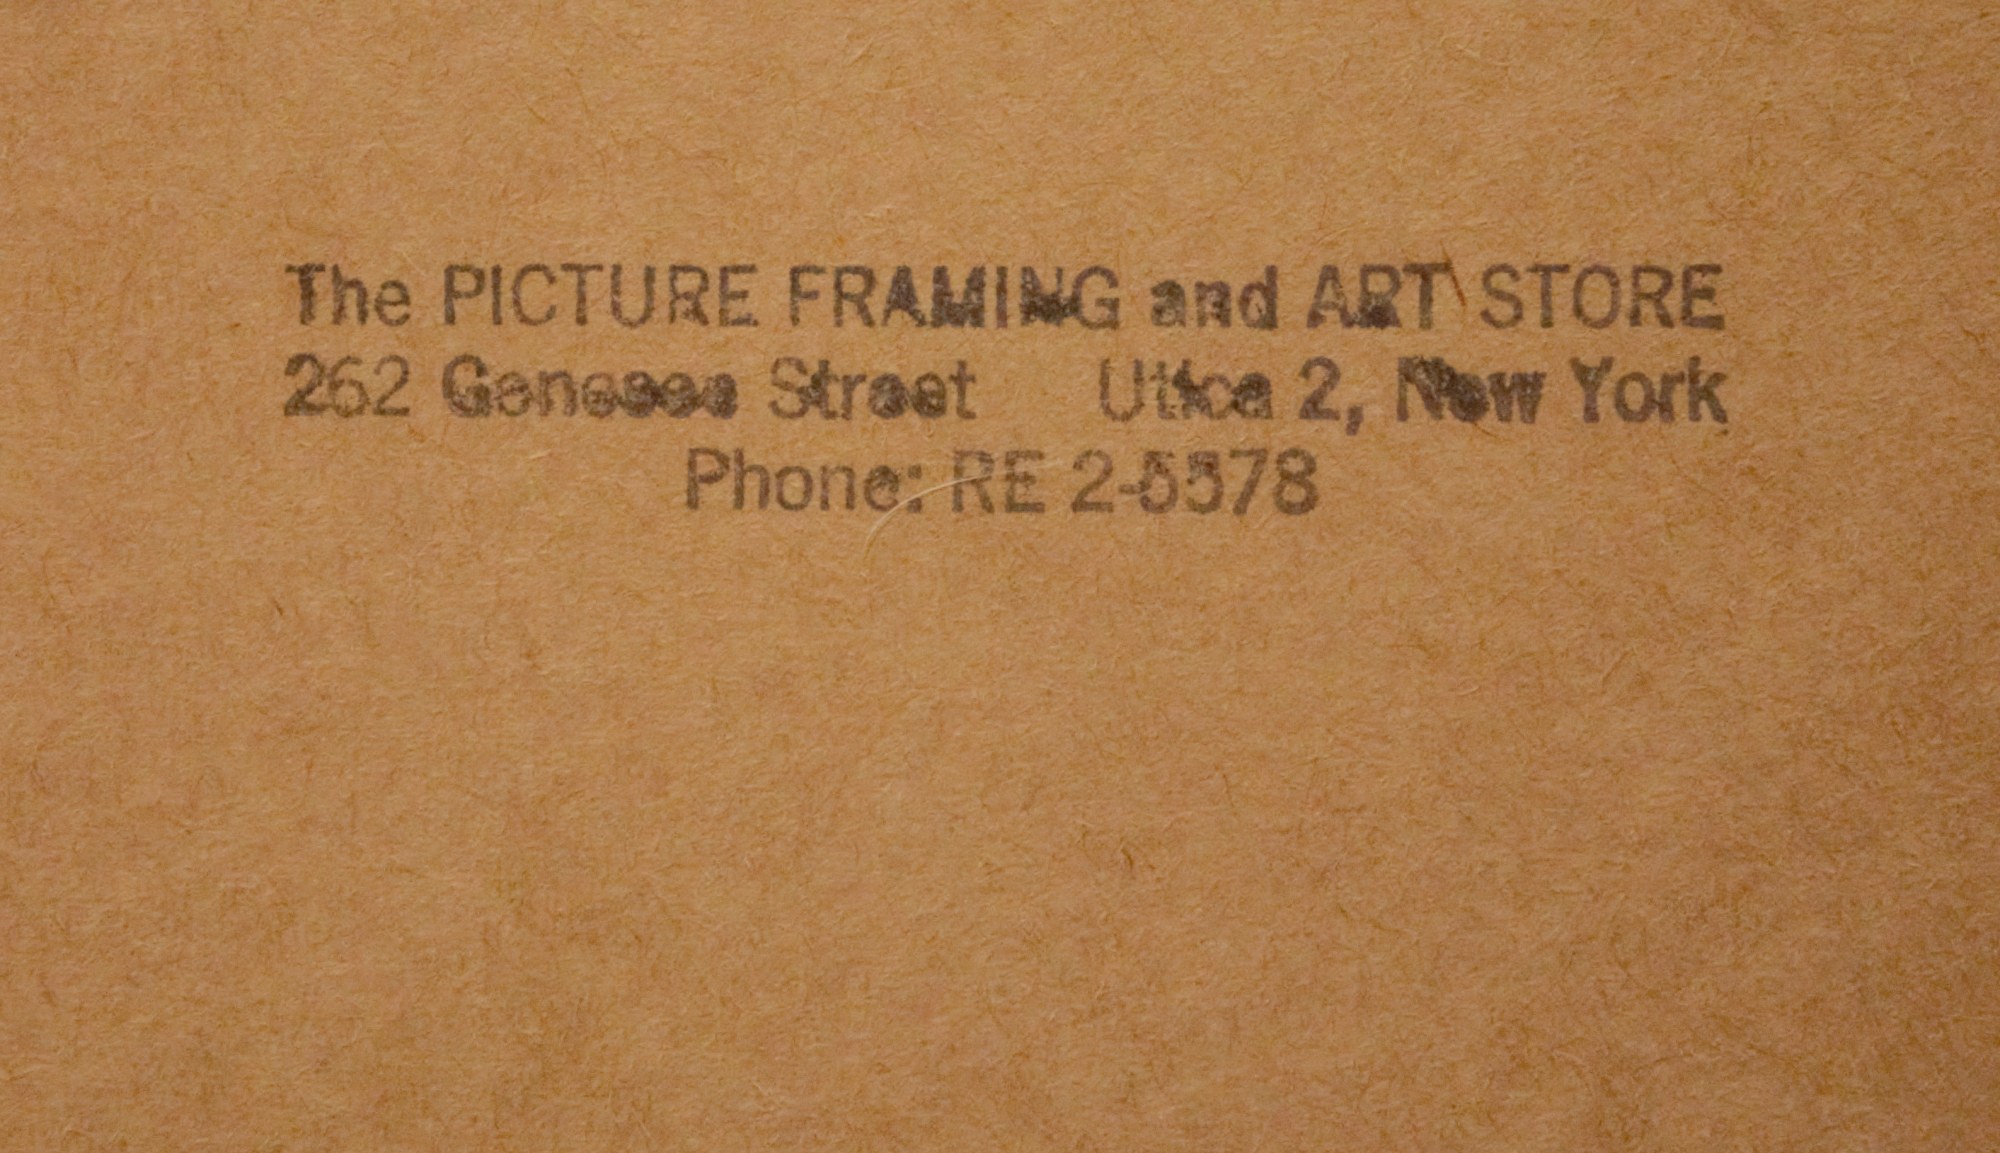 The PICTURE FRAMING and ART STORE
262 Genesee Street Utica 2, New York
Phone: RE 2-5578